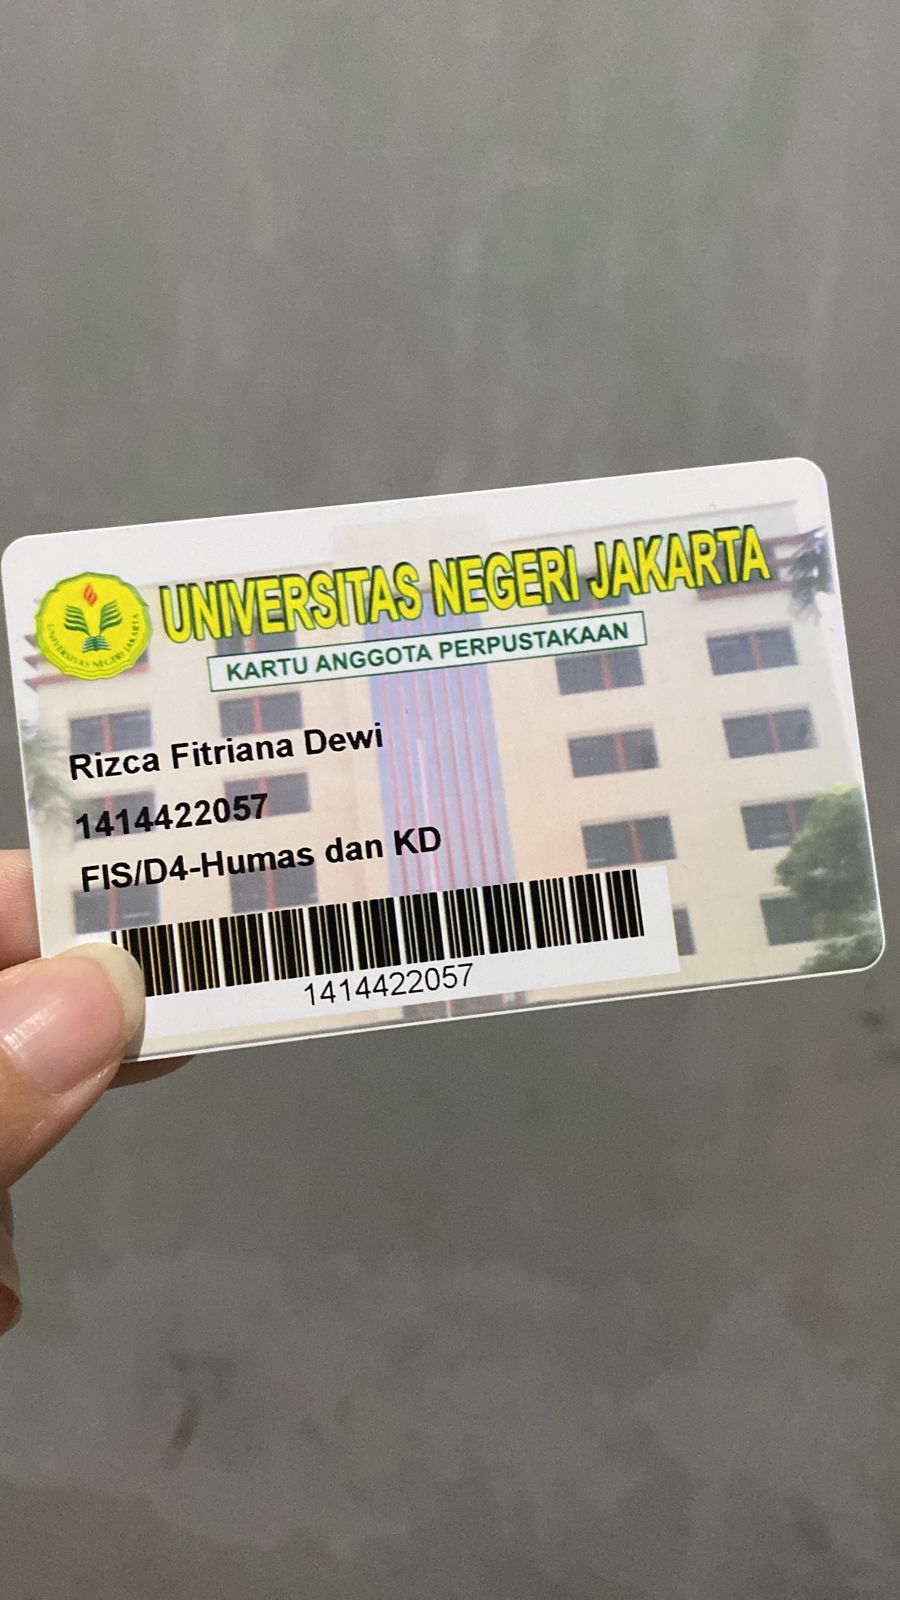 UNIVERSITAS NEGERI JAKARTA
UNIVERSITAS NEGERI JAKARTA
KARTU ANGGOTA PERPUSTAKAAN
Rizca Fitriana Dewi
1414422057
FIS/D4-Humas dan KD
1414422057